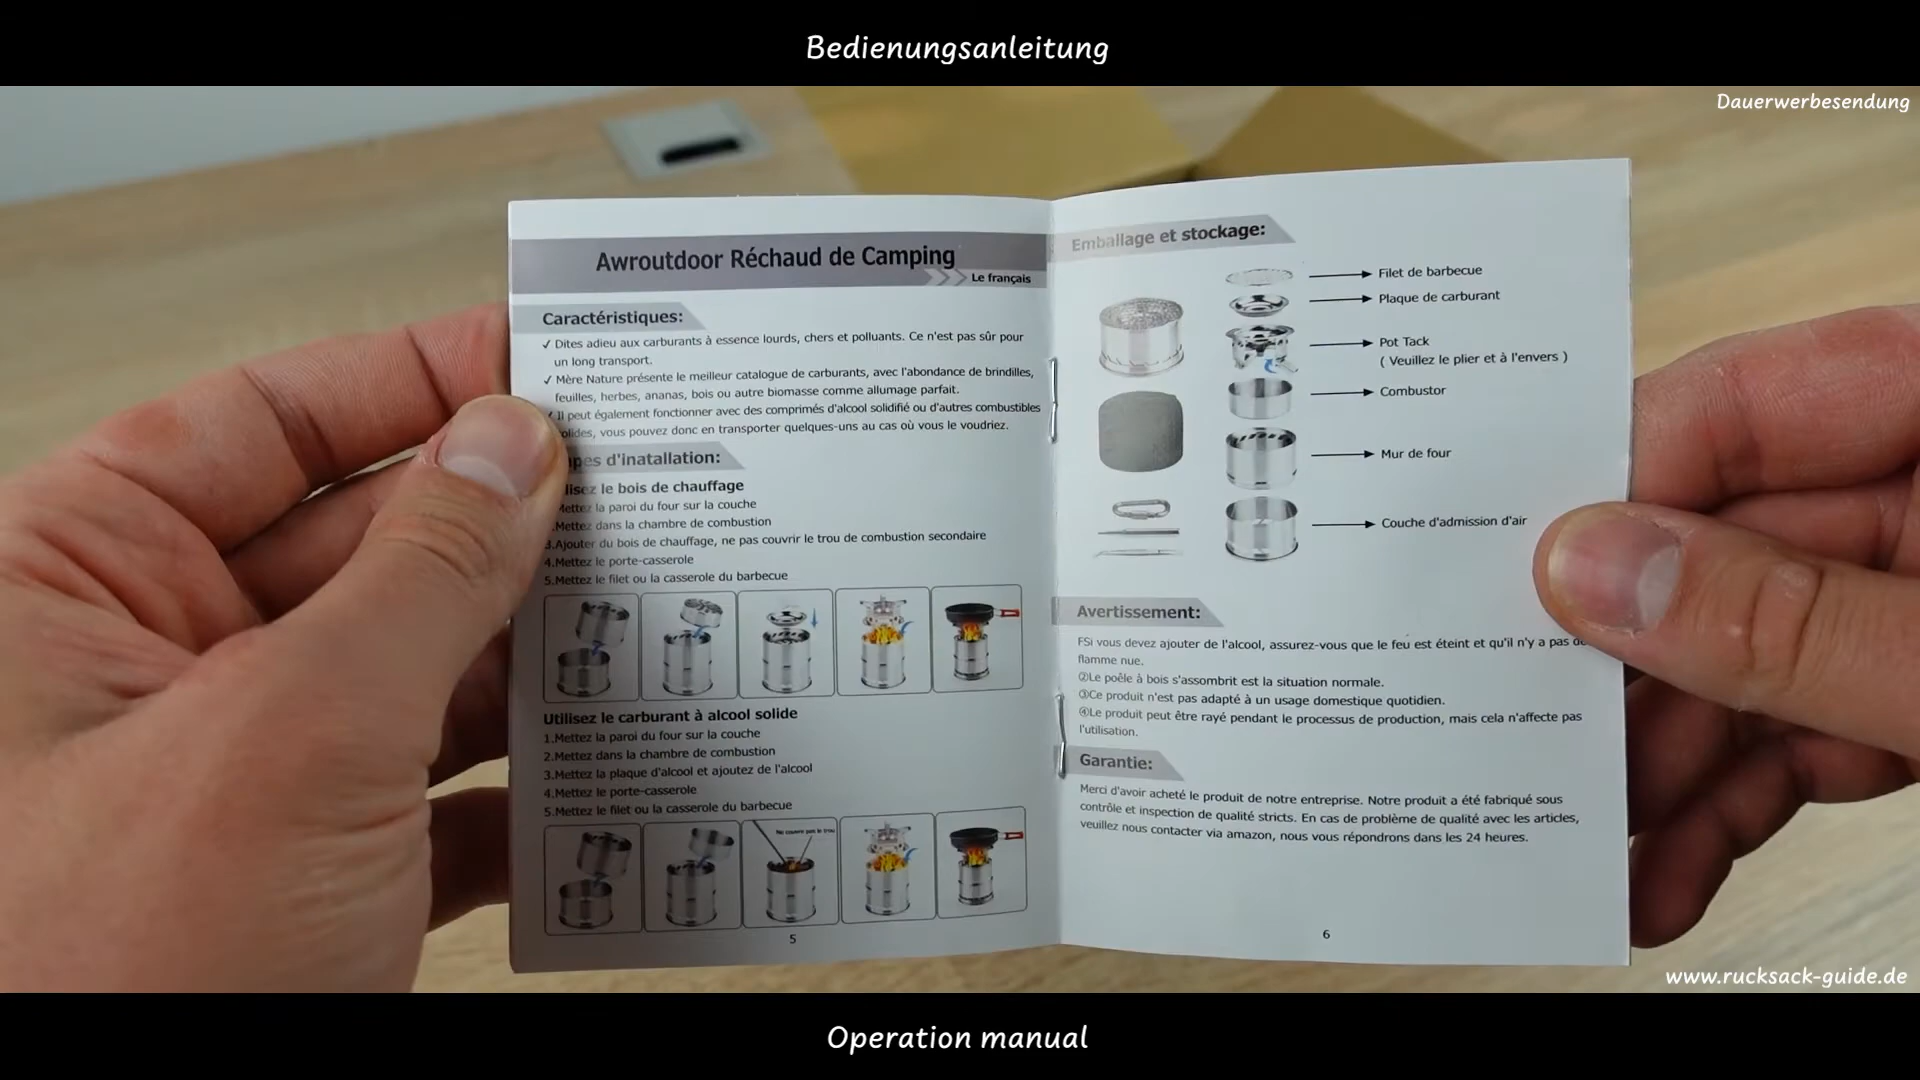 Bedienungsanleitung
Dauerwerbesendung
Awroutdoor Réchaud de Camping
Le français
Caractéristiques:
✓ Dites adieu aux carburants à essence lourds, chers et polluants. Ce n'est pas sûr pour
un long transport.
✓ Mère Nature présente le meilleur catalogue de carburants, avec l'abondance de brindilles,
feuilles, herbes, ananas, bois ou autre biomasse comme allumage parfait.
✓ Il peut également fonctionner avec des comprimés d'alcool solidifié ou d'autres combustibles
vous pouvez donc en transporter quelques-uns au cas où vous le voudriez.
d'inatallation:
le bois de chauffage
Mettez la paroi du four sur la couche
Mettez dans la chambre de combustion
3.Ajouter du bois de chauffage, ne pas couvrir le trou de combustion secondaire
4.Mettez le porte-casserole
5.Mettez le filet ou la casserole du barbecue
Utilisez le carburant à alcool solide
1.Mettez la paroi du four sur la couche
2.Mettez dans la chambre de combustion
3.Mettez la plaque d'alcool et ajoutez de l'alcool
4.Mettez le porte-casserole
5.Mettez le filet ou la casserole du barbecue
Ne couvre pas le trou
5
Emballage et stockage:
Filet de barbecue
Plaque de carburant
Pot Tack
( Veuillez le plier et à l'envers )
Combustor
Mur de four
Couche d'admission d'air
Avertissement:
FSi vous devez ajouter de l'alcool, assurez-vous que le feu est éteint et qu'il n'y a pas
flamme nue.
②Le poêle à bois s'assombrit est la situation normale.
③Ce produit n'est pas adapté à un usage domestique quotidien.
④Le produit peut être rayé pendant le processus de production, mais cela n'affecte pas
l'utilisation.
Garantie:
Merci d'avoir acheté le produit de notre entreprise. Notre produit a été fabriqué sous
contrôle et inspection de qualité stricts. En cas de problème de qualité avec les articles,
veuillez nous contacter via amazon, nous vous répondrons dans les 24 heures.
6
www.rucksack-guide.de
Operation manual